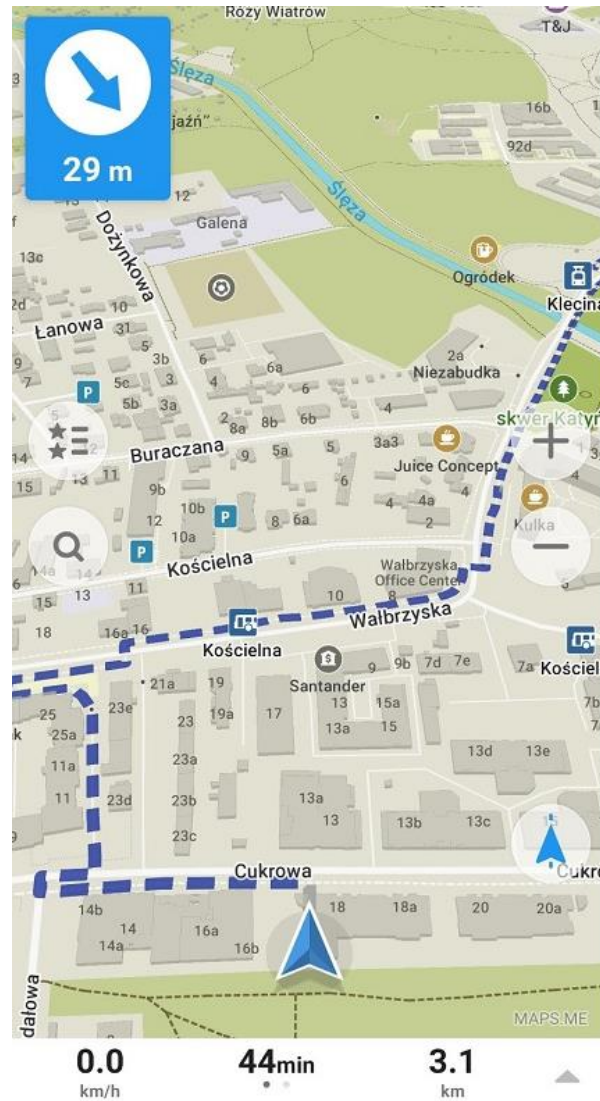 Róży Wiatrów
T&J
29 m
Ślęza
jaźń"
16b
92d
12
Galena
Ślęza
Dożynkowa
13c
Ogródek
Klecina
10
Łanowa 31
5
3b
6
6a
2a
Niezabudka
9
7
5c
3
4
6
P
5b
3a
4
skwer Katyń
2
8a
8b
6b
3a3
14
Buraczana
9
5a
5
Juice Concept
15
13
11
9b
6
4
4a
4
10b
P
12
8
6a
2
Kulka
10a
P
Kościelna
Wałbrzyska
Office Center
14a
14
11
13
15
10
8
18
16a
16
Wałbrzyska
Kościelna
9
9b
7d
7e
7a
Kościel
21a
19
Santander
25
23e
23
19a
17
13
15a
7b
25a
13a
15
11a
23a
13d
13e
11
23d
23b
13a
13
13b
13c
23c
Cukrowa
Cukro
14b
14
16a
18
18a
20
20a
14a
16b
dałowa
MAPS.ME
0.0
44min
3.1
km/h
km